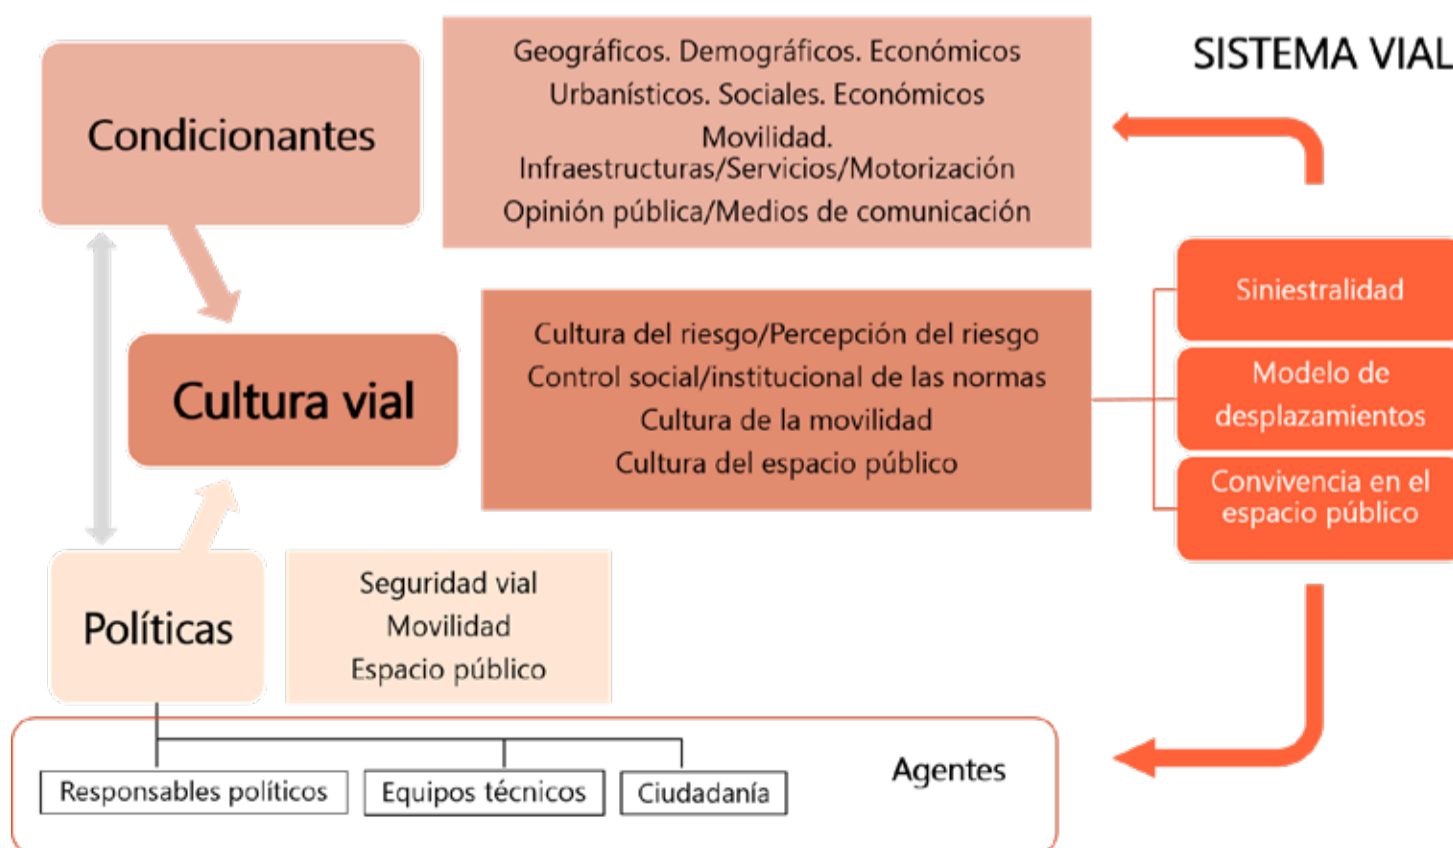 SISTEMA VIAL
Condicionantes
Geográficos. Demográficos. Económicos
Urbanísticos. Sociales. Económicos
Movilidad.
Infraestructuras/Servicios/Motorización
Opinión pública/Medios de comunicación
Cultura vial
Cultura del riesgo/Percepción del riesgo
Control social/institucional de las normas
Cultura de la movilidad
Cultura del espacio público
Siniestralidad
Modelo de
desplazamientos
Convivencia en el
espacio público
Políticas
Seguridad vial
Movilidad
Espacio público
Agentes
Responsables políticos
Equipos técnicos
Ciudadanía